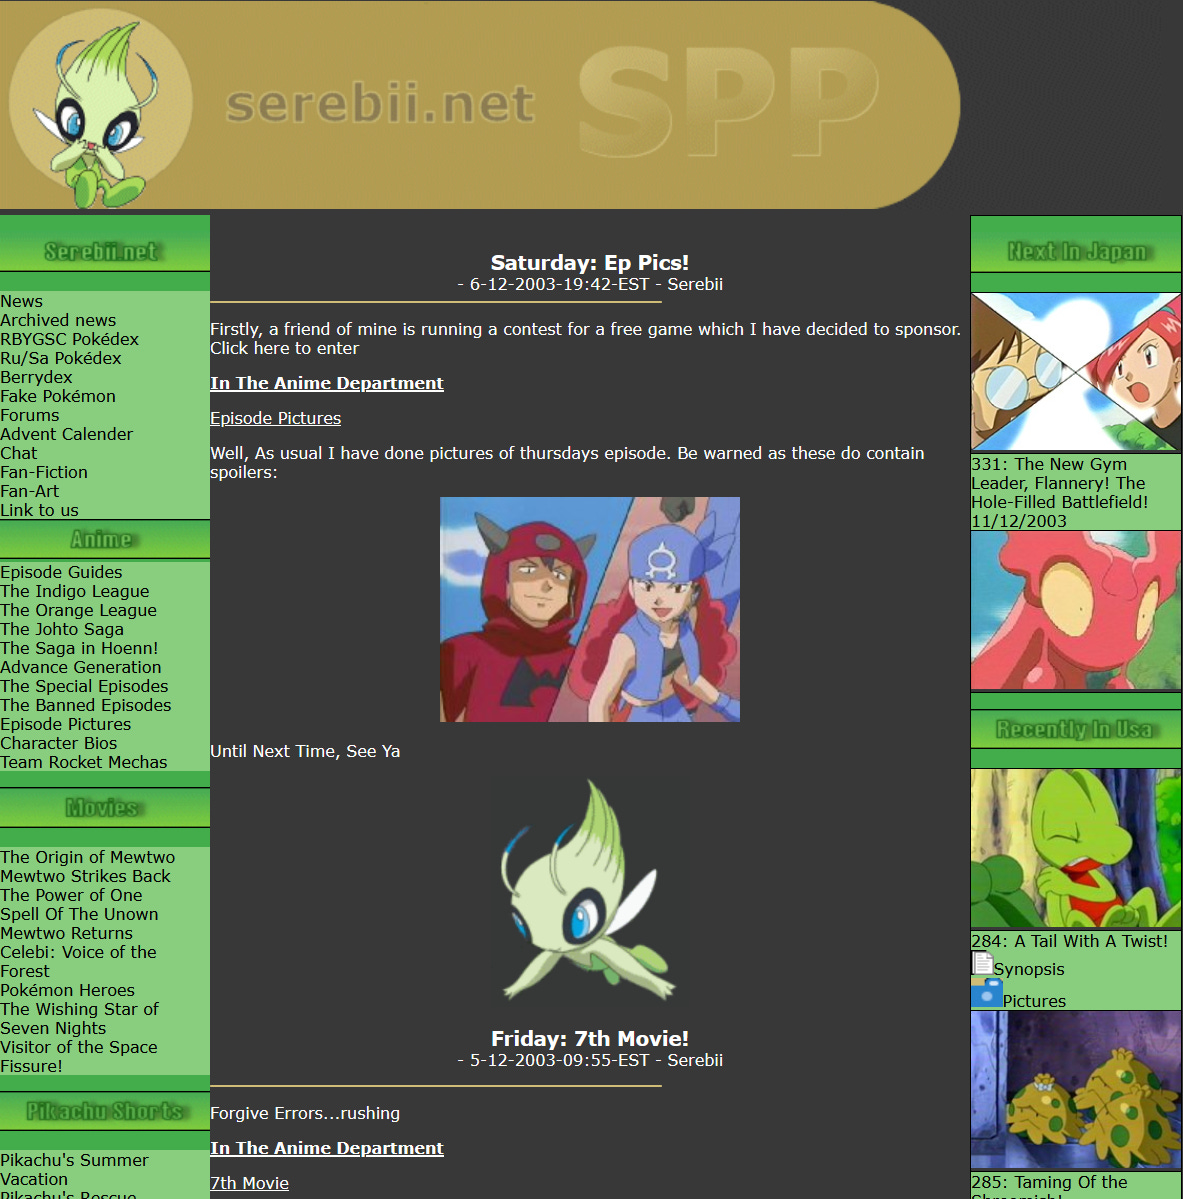 serebii.net SPP
Serebii.net
News
Archived news
RBYGSC Pokédex
Ru/Sa Pokédex
Berrydex
Fake Pokémon
Forums
Advent Calender
Chat
Fan-Fiction
Fan-Art
Link to us
Anime
Episode Guides
The Indigo League
The Orange League
The Johto Saga
The Saga in Hoenn!
Advance Generation
The Special Episodes
The Banned Episodes
Episode Pictures
Character Bios
Team Rocket Mechas
Movies
The Origin of Mewtwo
Mewtwo Strikes Back
The Power of One
Spell Of The Unown
Mewtwo Returns
Celebi: Voice of the
Forest
Pokémon Heroes
The Wishing Star of
Seven Nights
Visitor of the Space
Fissure!
Pikachu Shorts
Pikachu's Summer
Vacation
Pikachu's Rescue
Saturday: Ep Pics!
- 6-12-2003-19:42-EST - Serebii
Firstly, a friend of mine is running a contest for a free game which I have decided to sponsor.
Click here to enter
In The Anime Department
Episode Pictures
Well, As usual I have done pictures of thursdays episode. Be warned as these do contain
spoilers:
Until Next Time, See Ya
Friday: 7th Movie!
- 5-12-2003-09:55-EST - Serebii
Forgive Errors...rushing
In The Anime Department
7th Movie
Next In Japan
331: The New Gym
Leader, Flannery! The
Hole-Filled Battlefield!
11/12/2003
Recently In Usa
284: A Tail With A Twist!
Synopsis
Pictures
285: Taming Of the
Shroomish!